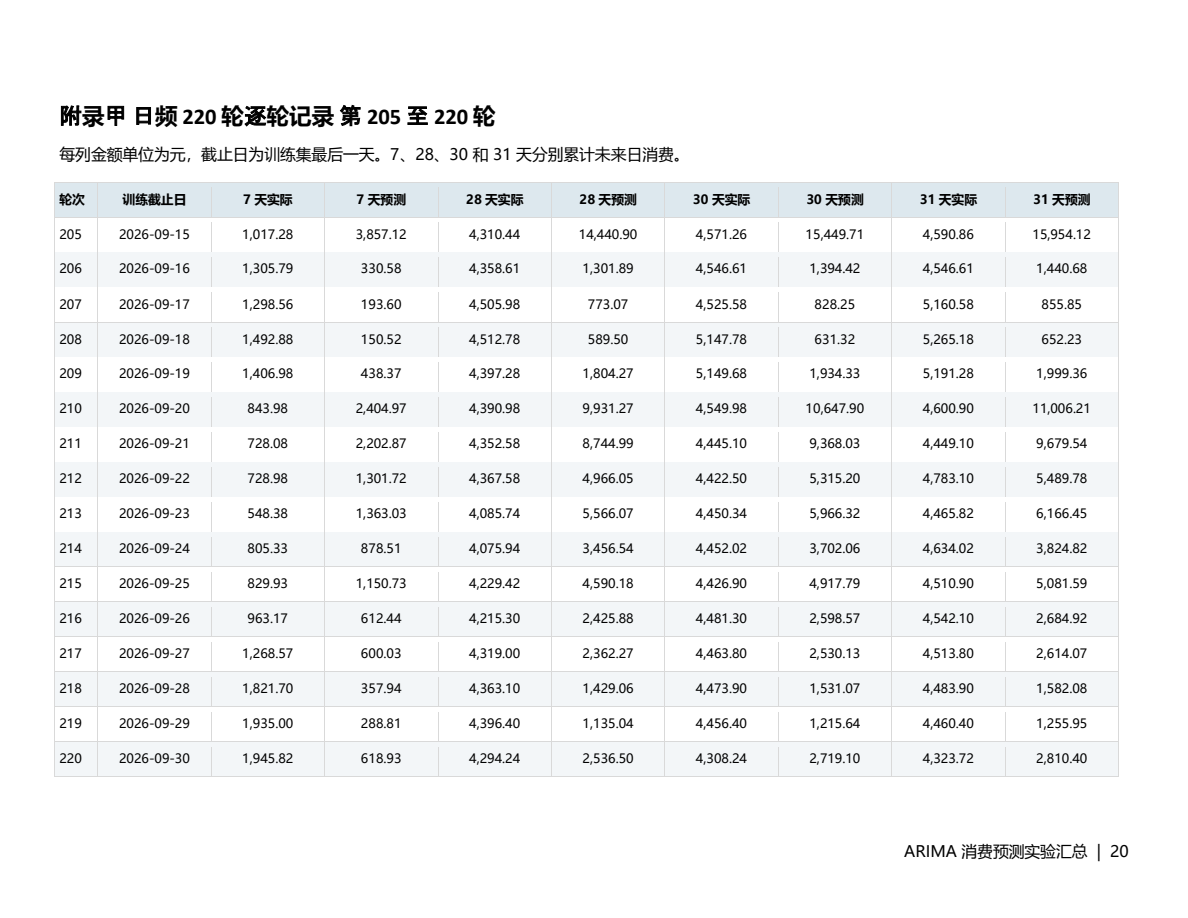 附录甲 日频 220 轮逐轮记录 第 205 至 220 轮
每列金额单位为元，截止日为训练集最后一天。7、28、30 和 31 天分别累计未来日消费。
轮次 训练截止日 7 天实际 7 天预测 28 天实际 28 天预测 30 天实际 30 天预测 31 天实际 31 天预测
205 2026-09-15 1,017.28 3,857.12 4,310.44 14,440.90 4,571.26 15,449.71 4,590.86 15,954.12
206 2026-09-16 1,305.79 330.58 4,358.61 1,301.89 4,546.61 1,394.42 4,546.61 1,440.68
207 2026-09-17 1,298.56 193.60 4,505.98 773.07 4,525.58 828.25 5,160.58 855.85
208 2026-09-18 1,492.88 150.52 4,512.78 589.50 5,147.78 631.32 5,265.18 652.23
209 2026-09-19 1,406.98 438.37 4,397.28 1,804.27 5,149.68 1,934.33 5,191.28 1,999.36
210 2026-09-20 843.98 2,404.97 4,390.98 9,931.27 4,549.98 10,647.90 4,600.90 11,006.21
211 2026-09-21 728.08 2,202.87 4,352.58 8,744.99 4,445.10 9,368.03 4,449.10 9,679.54
212 2026-09-22 728.98 1,301.72 4,367.58 4,966.05 4,422.50 5,315.20 4,783.10 5,489.78
213 2026-09-23 548.38 1,363.03 4,085.74 5,566.07 4,450.34 5,966.32 4,465.82 6,166.45
214 2026-09-24 805.33 878.51 4,075.94 3,456.54 4,452.02 3,702.06 4,634.02 3,824.82
215 2026-09-25 829.93 1,150.73 4,229.42 4,590.18 4,426.90 4,917.79 4,510.90 5,081.59
216 2026-09-26 963.17 612.44 4,215.30 2,425.88 4,481.30 2,598.57 4,542.10 2,684.92
217 2026-09-27 1,268.57 600.03 4,319.00 2,362.27 4,463.80 2,530.13 4,513.80 2,614.07
218 2026-09-28 1,821.70 357.94 4,363.10 1,429.06 4,473.90 1,531.07 4,483.90 1,582.08
219 2026-09-29 1,935.00 288.81 4,396.40 1,135.04 4,456.40 1,215.64 4,460.40 1,255.95
220 2026-09-30 1,945.82 618.93 4,294.24 2,536.50 4,308.24 2,719.10 4,323.72 2,810.40
ARIMA 消费预测实验汇总 | 20